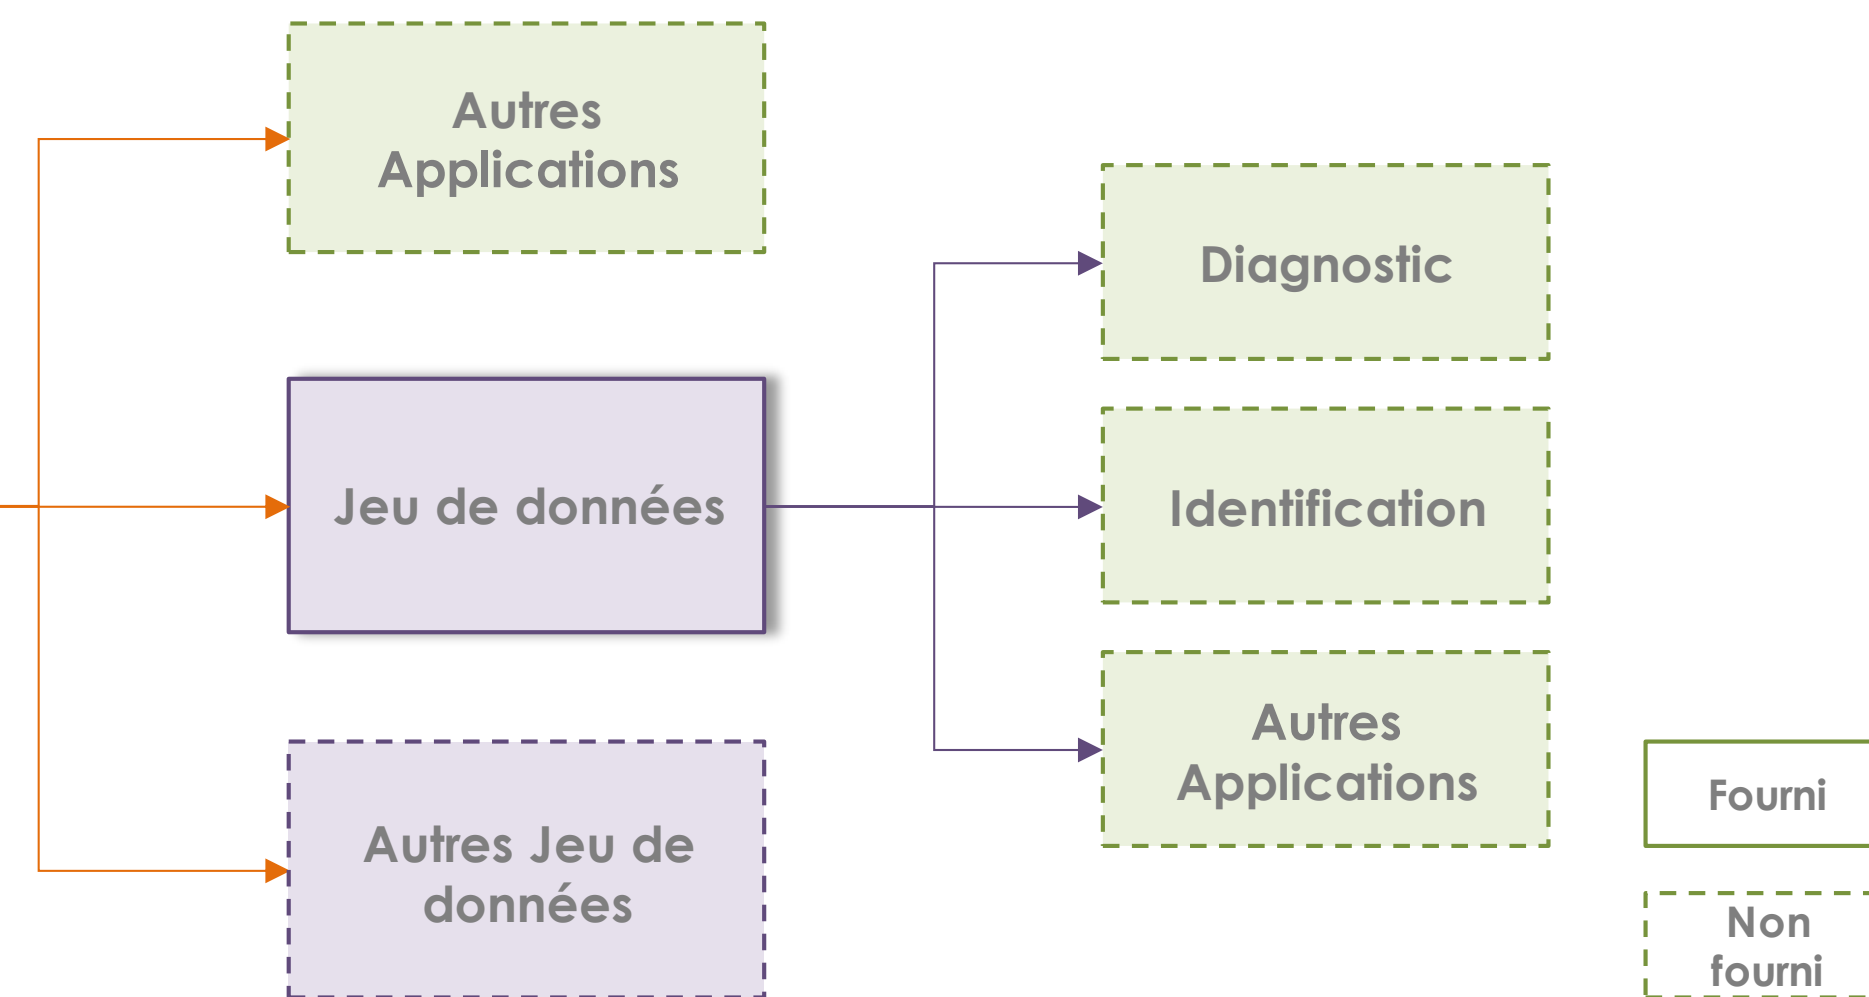 Autres
Applications
Diagnostic
Jeu de données
Identification
Autres
Applications
Autres Jeu de
données
Fourni
Non
fourni